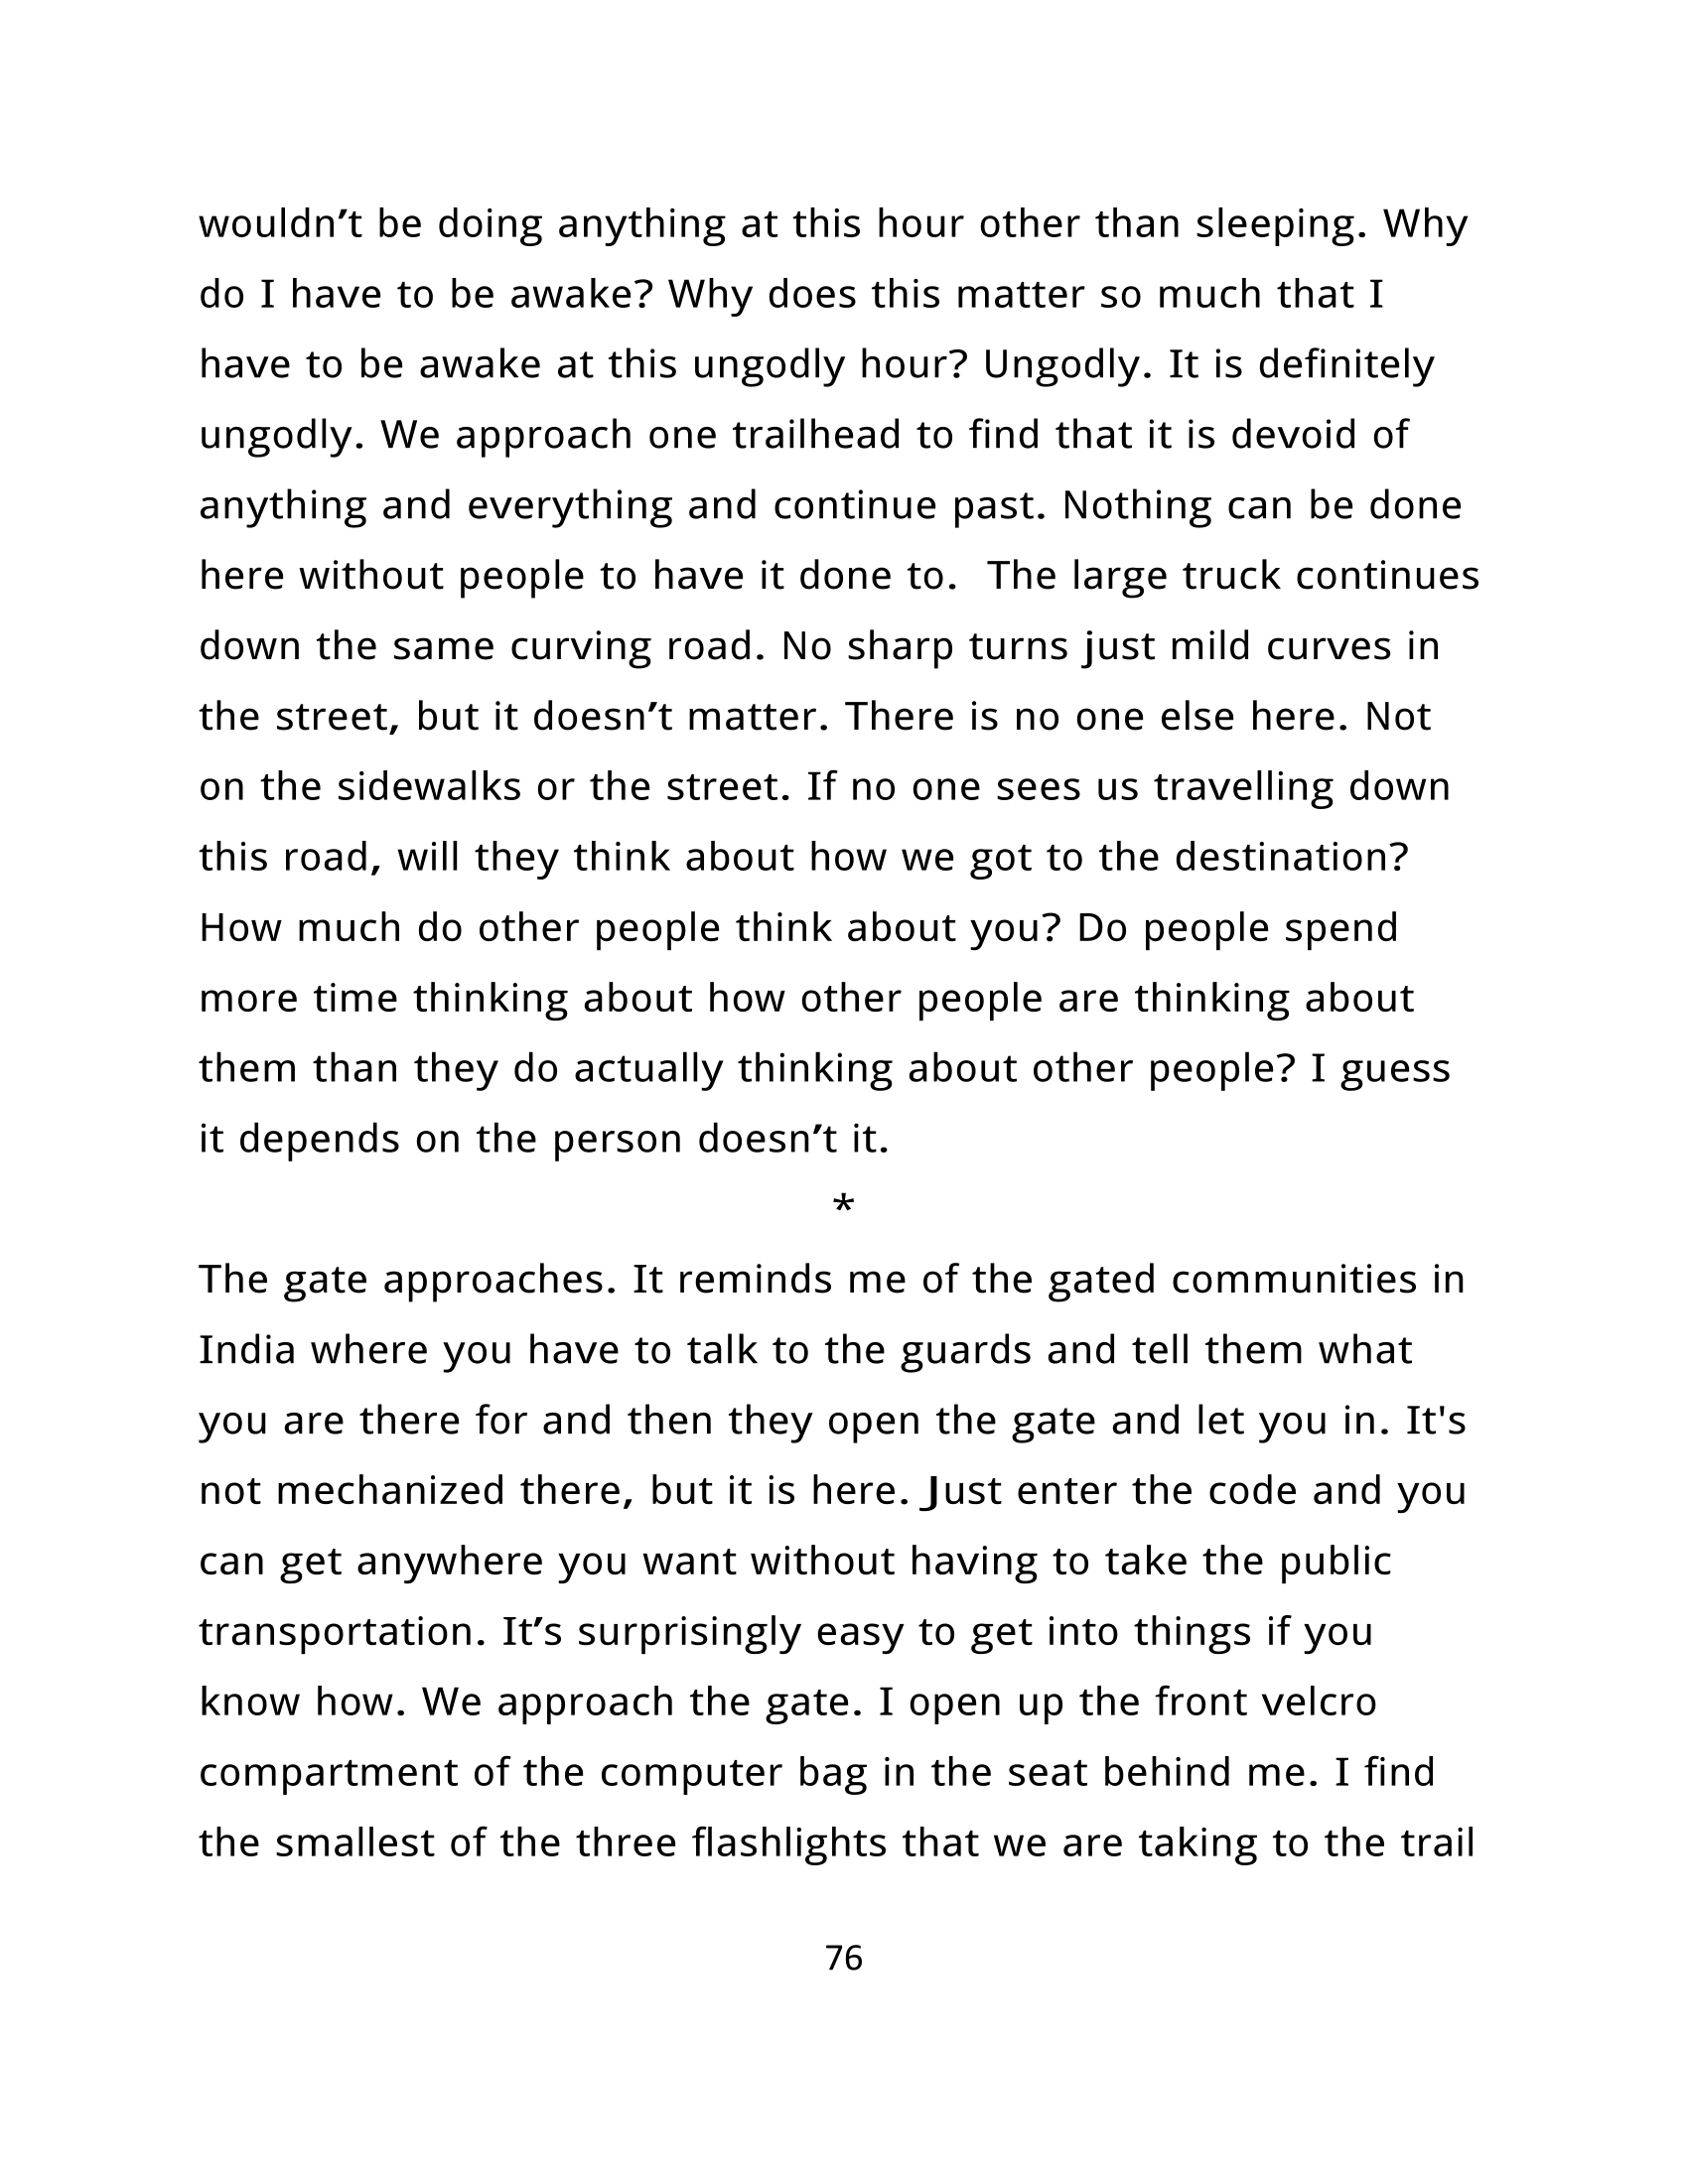 wouldn’t be doing anything at this hour other than sleeping. Why
do I have to be awake? Why does this matter so much that I
have to be awake at this ungodly hour? Ungodly. It is definitely
ungodly. We approach one trailhead to find that it is devoid of
anything and everything and continue past. Nothing can be done
here without people to have it done to.  The large truck continues
down the same curving road. No sharp turns just mild curves in
the street, but it doesn’t matter. There is no one else here. Not
on the sidewalks or the street. If no one sees us travelling down
this road, will they think about how we got to the destination?
How much do other people think about you? Do people spend
more time thinking about how other people are thinking about
them than they do actually thinking about other people? I guess
it depends on the person doesn’t it.
*
The gate approaches. It reminds me of the gated communities in
India where you have to talk to the guards and tell them what
you are there for and then they open the gate and let you in. It's
not mechanized there, but it is here. Just enter the code and you
can get anywhere you want without having to take the public
transportation. It’s surprisingly easy to get into things if you
know how. We approach the gate. I open up the front velcro
compartment of the computer bag in the seat behind me. I find
the smallest of the three flashlights that we are taking to the trail
76